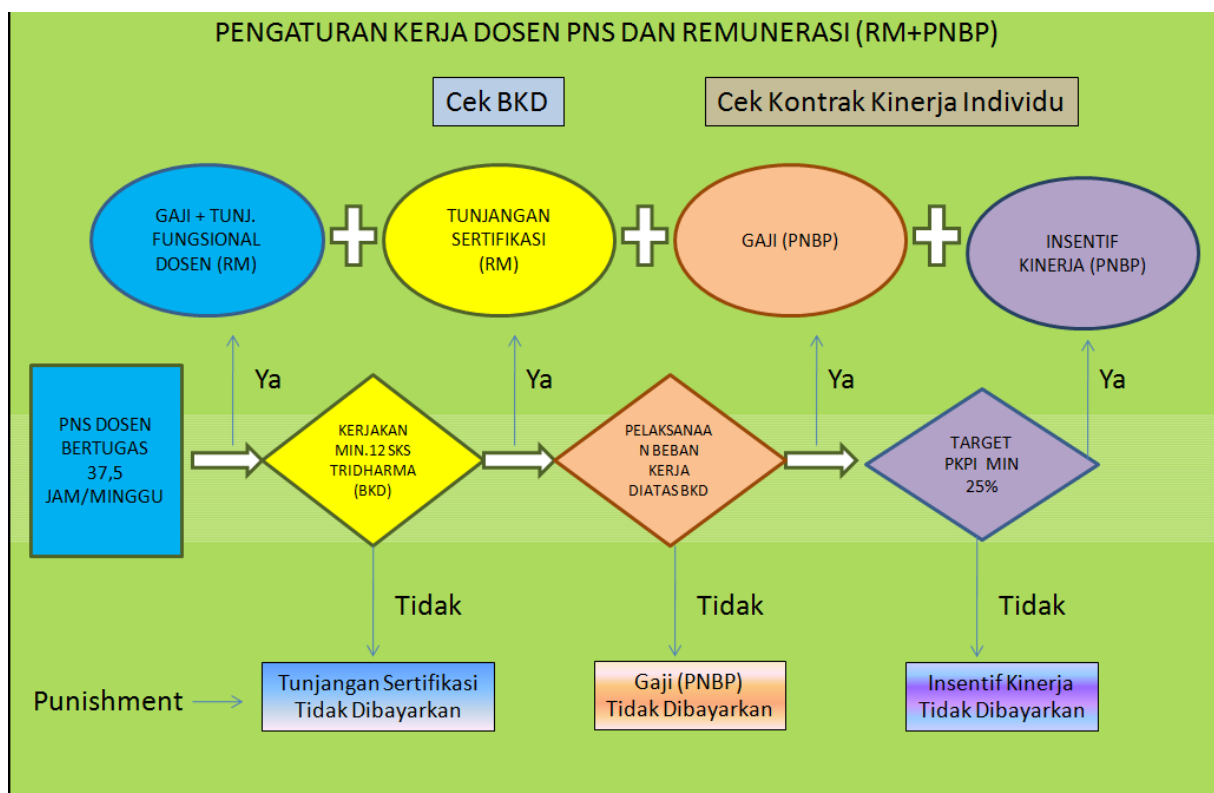 PENGATURAN KERJA DOSEN PNS DAN REMUNERASI (RM+PNBP)
Cek BKD
Cek Kontrak Kinerja Individu
GAJI + TUNJ.
FUNGSIONAL
DOSEN (RM)
TUNJANGAN
SERTIFIKASI
(RM)
GAJI (PNBP)
INSENTIF
KINERJA (PNBP)
Ya
Ya
Ya
Ya
PNS DOSEN
BERTUGAS
37,5
JAM/MINGGU
KERJAKAN
MIN.12 SKS
TRIDHARMA
(BKD)
PELAKSANAA
N BEBAN
KERJA
DIATAS BKD
TARGET
PKPI MIN
25%
Tidak
Tidak
Tidak
Punishment
Tunjangan Sertifikasi
Tidak Dibayarkan
Gaji (PNBP)
Tidak Dibayarkan
Insentif Kinerja
Tidak Dibayarkan